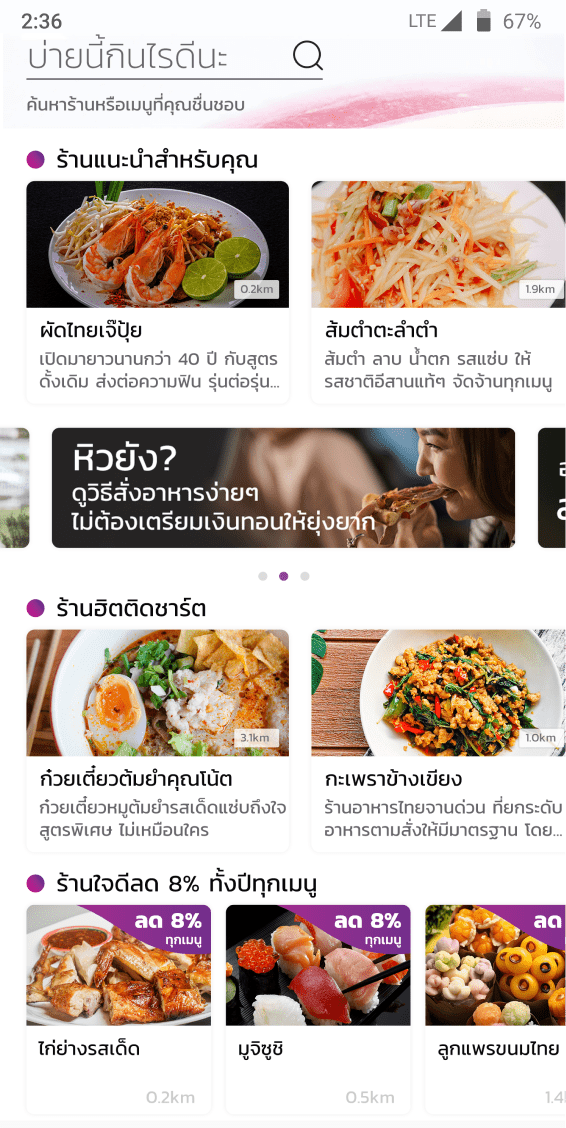 2:36
LTE 67%
บ่ายนี้กินไรดีนะ
ค้นหาร้านหรือเมนูที่คุณชื่นชอบ
ร้านแนะนำสำหรับคุณ
0.2km
1.9km
ผัดไทยเจ๊ปุ้ย
เปิดมายาวนานกว่า 40 ปี กับสูตร
ดั้งเดิม ส่งต่อความฟิน รุ่นต่อรุ่น...
ส้มตำตะลำตำ
ส้มตำ ลาบ น้ำตก รสแซ่บ ให้
รสชาติอีสานแท้ๆ จัดจ้านทุกเมนู
หิวยัง?
ดูวิธีสั่งอาหารง่ายๆ
ไม่ต้องเตรียมเงินทอนให้ยุ่งยาก
ร้านฮิตติดชาร์ต
3.1km
1.0km
ก๋วยเตี๋ยวต้มยำคุณโน้ต
ก๋วยเตี๋ยวหมูต้มยำรสเด็ดแซ่บถึงใจ
สูตรพิเศษ ไม่เหมือนใคร
กะเพราข้างเขียง
ร้านอาหารไทยจานด่วน ที่ยกระดับ
อาหารตามสั่งให้มีมาตรฐาน โดย...
ร้านใจดีลด 8% ทั้งปีทุกเมนู
ลด 8%
ทุกเมนู
ลด 8%
ทุกเมนู
ลด
ไก่ย่างรสเด็ด
มูจิซูชิ
ลูกแพรขนมไทย
0.2km
0.5km
1.4